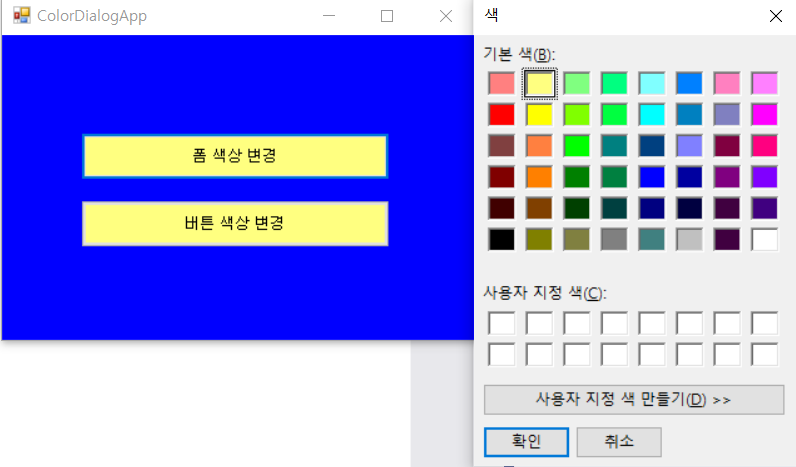 ColorDialogApp
폼 색상 변경
버튼 색상 변경
색
기본 색(B):
사용자 지정 색(C):
사용자 지정 색 만들기(D) >>
확인
취소